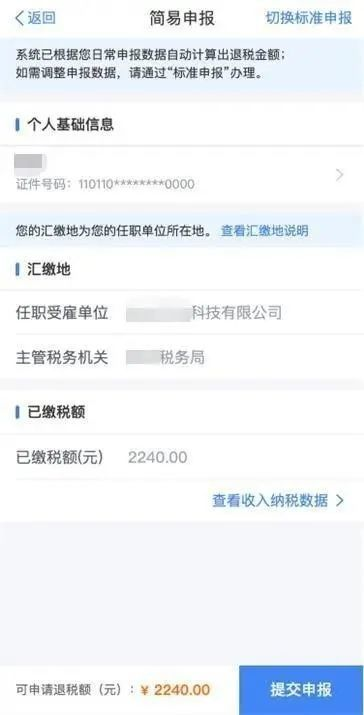 返回
简易申报
切换标准申报
系统已根据您日常申报数据自动计算出退税金额；
如需调整申报数据，请通过“标准申报”办理。
个人基础信息
证件号码：110110********0000
您的汇缴地为您的任职单位所在地。 查看汇缴地说明
汇缴地
任职受雇单位 科技有限公司
主管税务机关 税务局
已缴税额
已缴税额(元) 2240.00
查看收入纳税数据
可申请退税额（元）：¥ 2240.00
提交申报